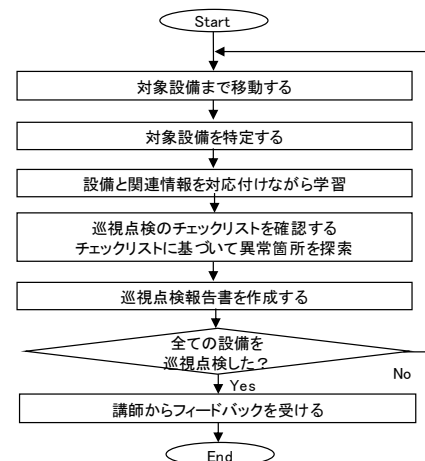 Start
対象設備まで移動する
対象設備を特定する
設備と関連情報を対応付けながら学習
巡視点検のチェックリストを確認する
チェックリストに基づいて異常箇所を探索
巡視点検報告書を作成する
全ての設備を
巡視点検した?
No
Yes
講師からフィードバックを受ける
End